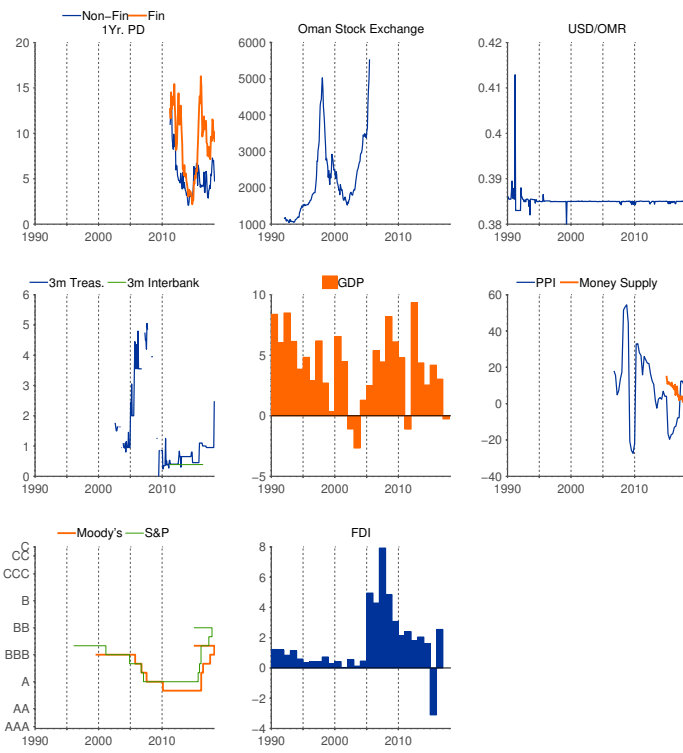 Non-Fin Fin
1Yr. PD
20
15
10
5
0
1990 2000 2010
Oman Stock Exchange
6000
5000
4000
3000
2000
1000
1990 2000 2010
USD/OMR
0.42
0.4
0.39
0.38
1990 2000 2010
3m Treas. 3m Interbank
6
5
4
3
2
1
0
1990 2000 2010
GDP
10
5
0
−5
1990 2000 2010
PPI Money Supply
60
40
20
0
−20
−40
1990 2000 2010
Moody's S&P
C
CC
CCC
B
BB
BBB
A
AA
AAA
1990 2000 2010
FDI
8
6
4
2
0
−2
−4
1990 2000 2010